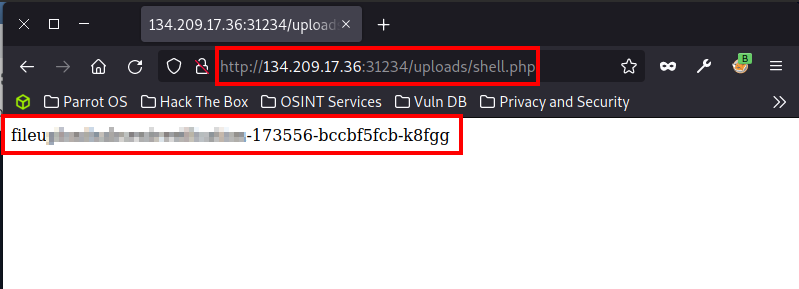 134.209.17.36:31234/upload
http://134.209.17.36:31234/uploads/shell.php
B
Parrot OS Hack The Box OSINT Services Vuln DB Privacy and Security
fileu -173556-bccbf5fcb-k8fgg